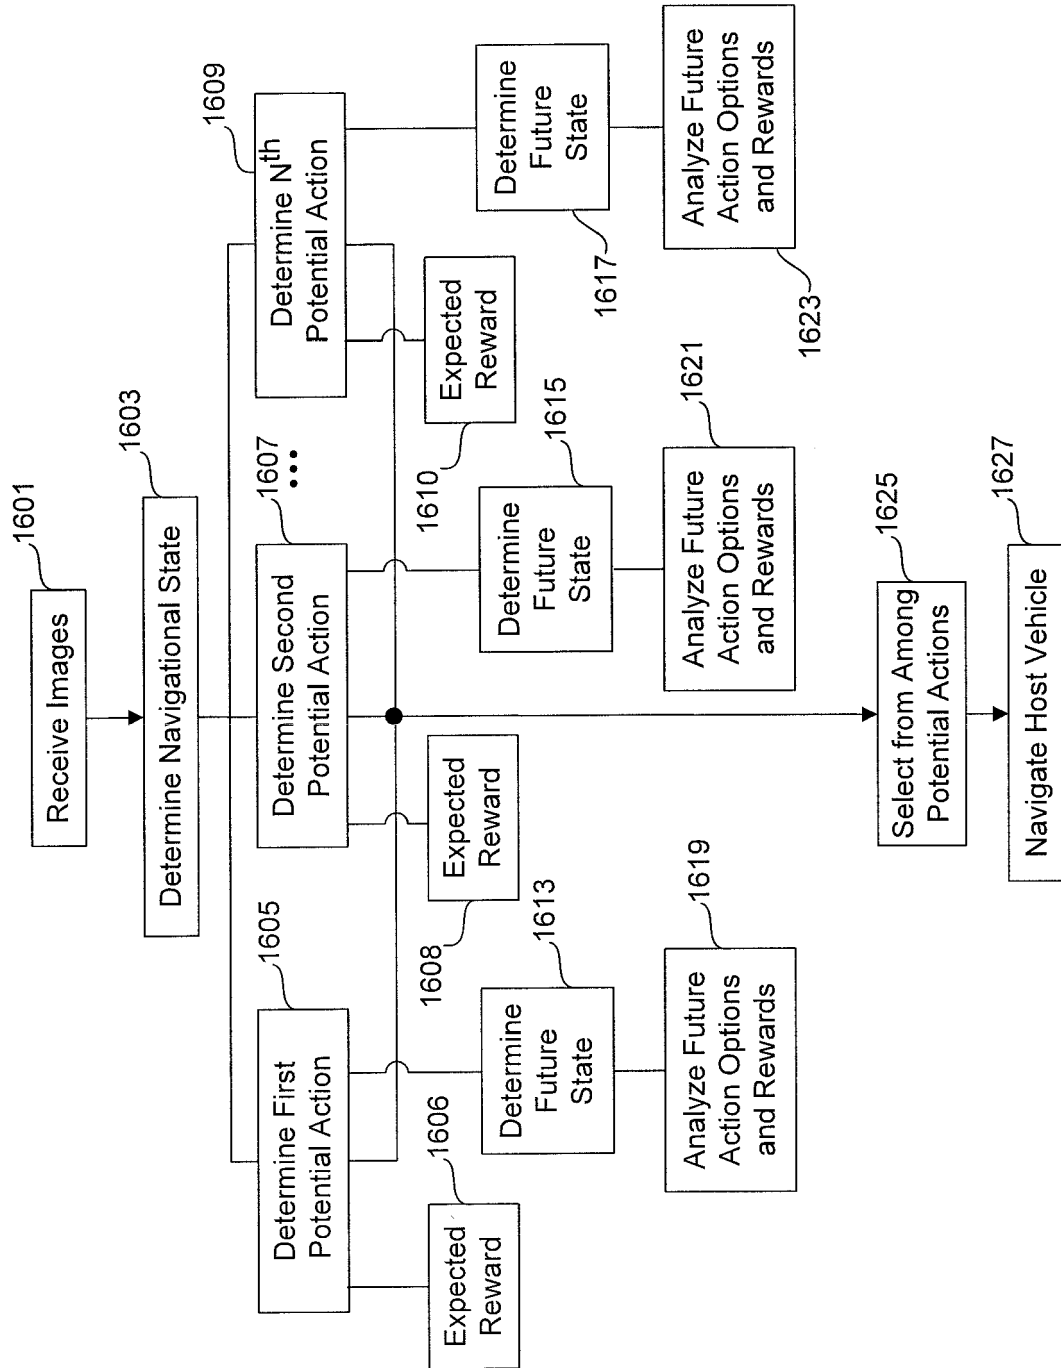 1601
Receive Images
1603
Determine Navigational State
1605
Determine First
Potential Action
1607
Determine Second
Potential Action
•••
1609
Determine Nth
Potential Action
1606
Expected
Reward
1608
Expected
Reward
1610
Expected
Reward
1613
Determine
Future
State
1615
Determine
Future
State
1617
Determine
Future
State
1619
Analyze Future
Action Options
and Rewards
1621
Analyze Future
Action Options
and Rewards
1623
Analyze Future
Action Options
and Rewards
1625
Select from Among
Potential Actions
1627
Navigate Host Vehicle